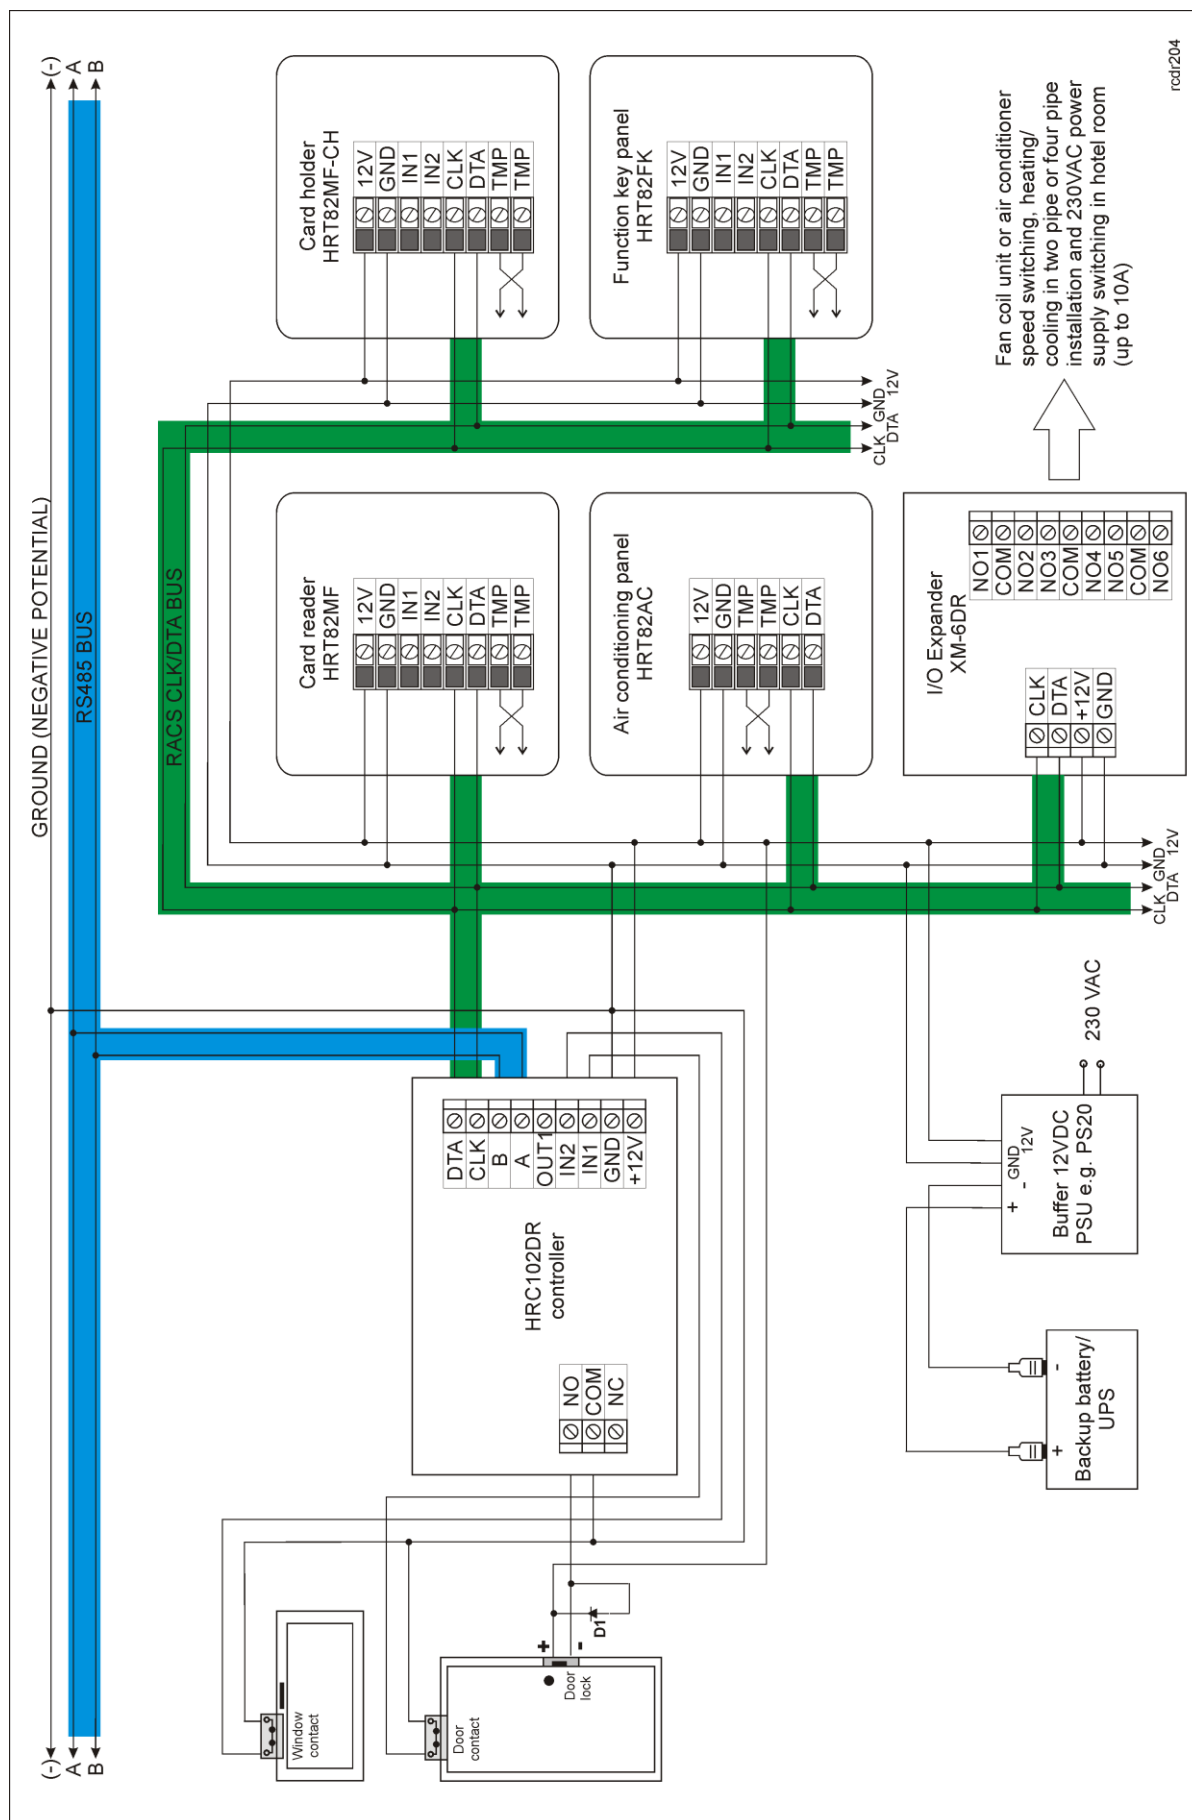 (-)
A
B
GROUND (NEGATIVE POTENTIAL)
RS485 BUS
RACS CLK/DTA BUS
(-)
A
B
Window
contact
Door
contact
Door
lock
+
-
D1
HRC102DR
controller
NO
COM
NC
DTA
CLK
B
A
OUT1
IN2
IN1
GND
+12V
Card reader
HRT82MF
12V
GND
IN1
IN2
CLK
DTA
TMP
TMP
Card holder
HRT82MF-CH
12V
GND
IN1
IN2
CLK
DTA
TMP
TMP
Air conditioning panel
HRT82AC
12V
GND
TMP
TMP
CLK
DTA
Function key panel
HRT82FK
12V
GND
IN1
IN2
CLK
DTA
TMP
TMP
CLK
DTA
GND
12V
I/O Expander
XM-6DR
CLK
DTA
+12V
GND
NO1
COM
NO2
NO3
COM
NO4
NO5
COM
NO6
CLK
DTA
GND
12V
Fan coil unit or air conditioner
speed switching, heating/
cooling in two pipe or four pipe
installation and 230VAC power
supply switching in hotel room
(up to 10A)
Backup battery/
UPS
+
-
+
-
GND
12V
Buffer 12VDC
PSU e.g. PS20
230 VAC
rcdr204